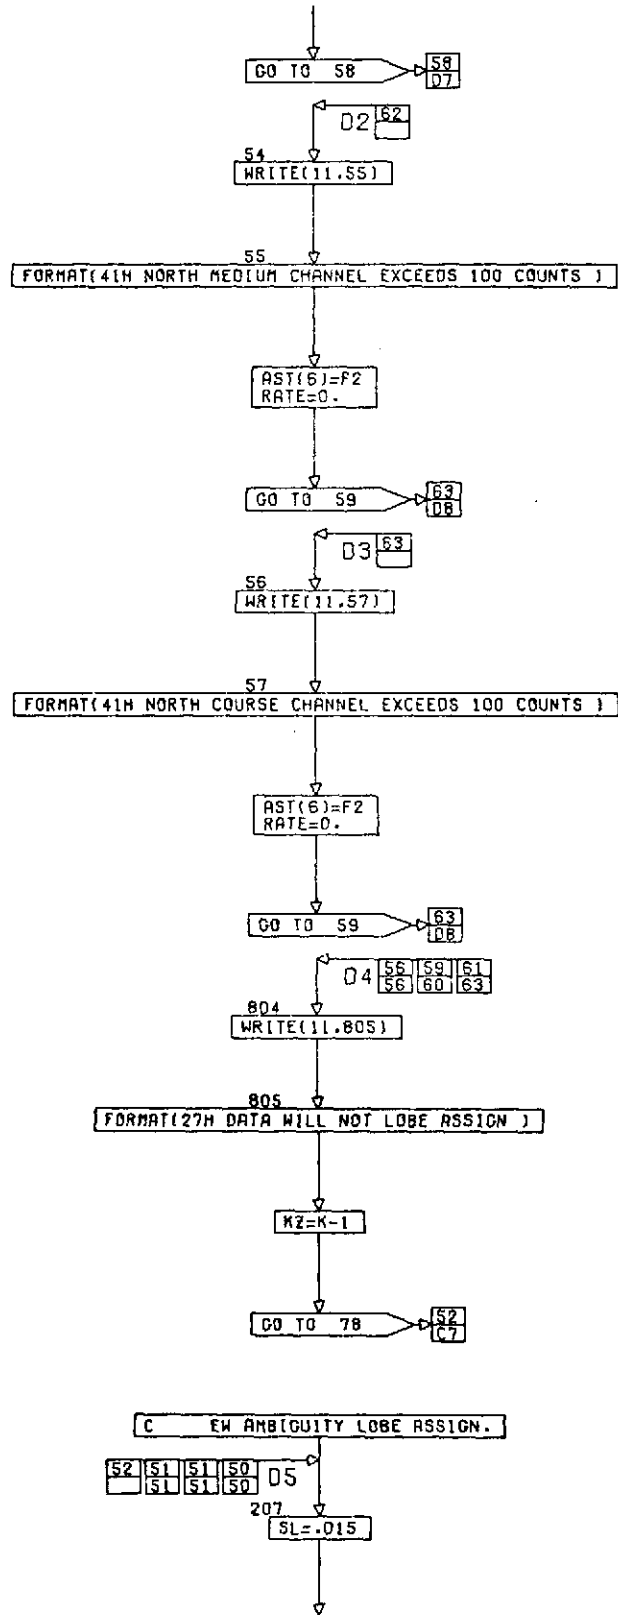 GO TO 58
58
D7
D2
62
54
WRITE(11.55)
55
FORMAT(41H NORTH MEDIUM CHANNEL EXCEEDS 100 COUNTS )
AST(6)=F2
RATE=0.
GO TO 59
63
D8
D3
63
56
WRITE(11.57)
57
FORMAT(41H NORTH COURSE CHANNEL EXCEEDS 100 COUNTS )
AST(6)=F2
RATE=0.
GO TO 59
63
D8
D4
56 59 61
56 60 63
804
WRITE(11.805)
805
FORMAT(27H DATA WILL NOT LOBE ASSIGN )
KZ=K-1
GO TO 78
52
C7
C EW AMBIGUITY LOBE ASSIGN.
52 51 51 50
51 51 50
D5
207
SL=.015